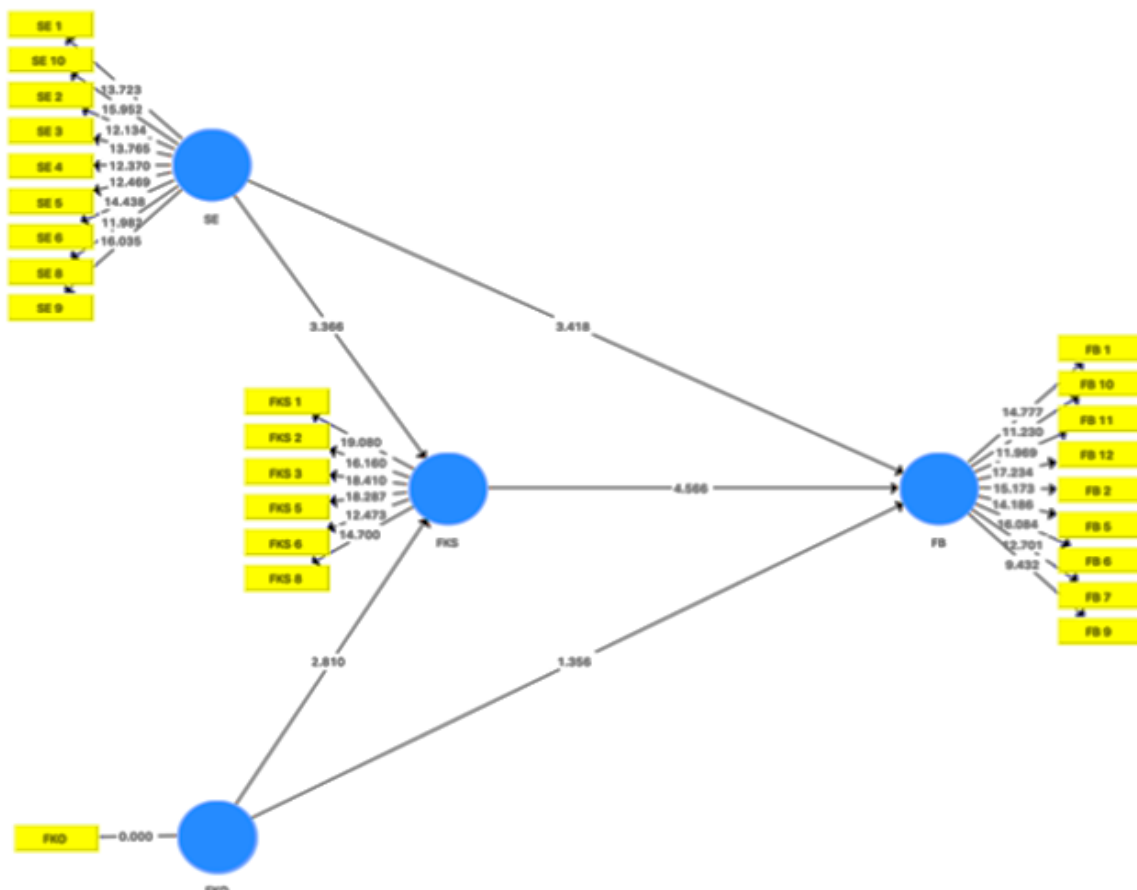 SE 1
SE 10
SE 2
SE 3
SE 4
SE 5
SE 6
SE 8
SE 9
13.723
15.952
12.134
13.765
12.370
12.469
14.438
11.982
16.035
SE
3.366
3.418
FKS 1
FKS 2
FKS 3
FKS 5
FKS 6
FKS 8
19.080
16.160
18.410
18.287
12.473
14.700
FKS
4.566
FB
14.777
11.230
11.969
17.234
15.173
14.186
16.084
12.701
9.432
FB 1
FB 10
FB 11
FB 12
FB 2
FB 5
FB 6
FB 7
FB 9
2.810
1.356
FKO
0.000